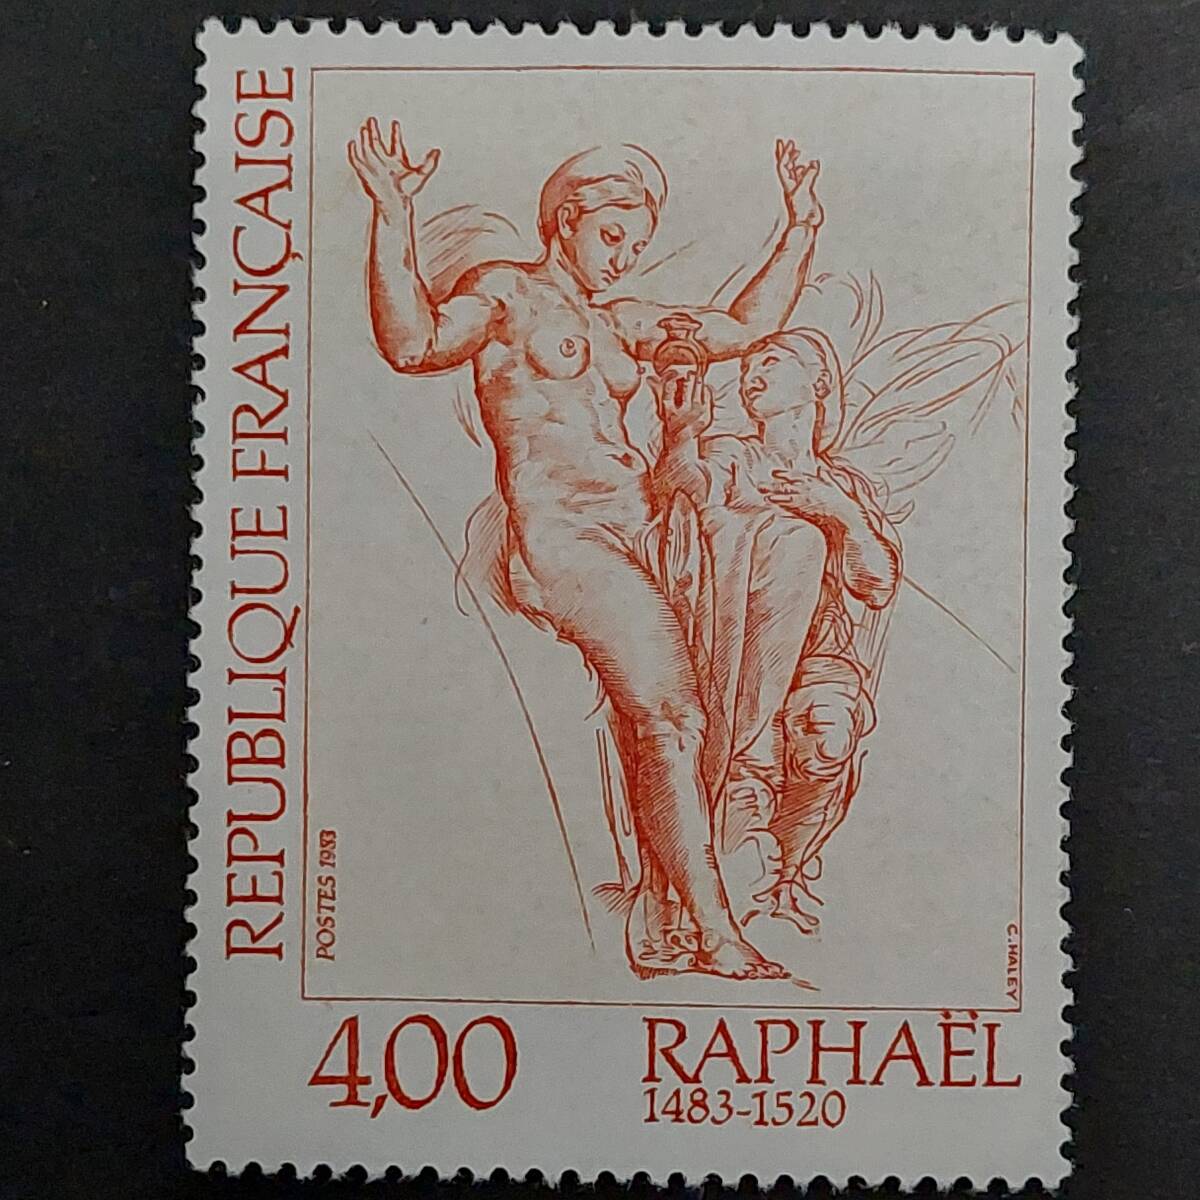 REPUBLIQUE FRANÇAISE
POSTES 1983
C.HALEY
4,00
RAPHAËL
1483-1520